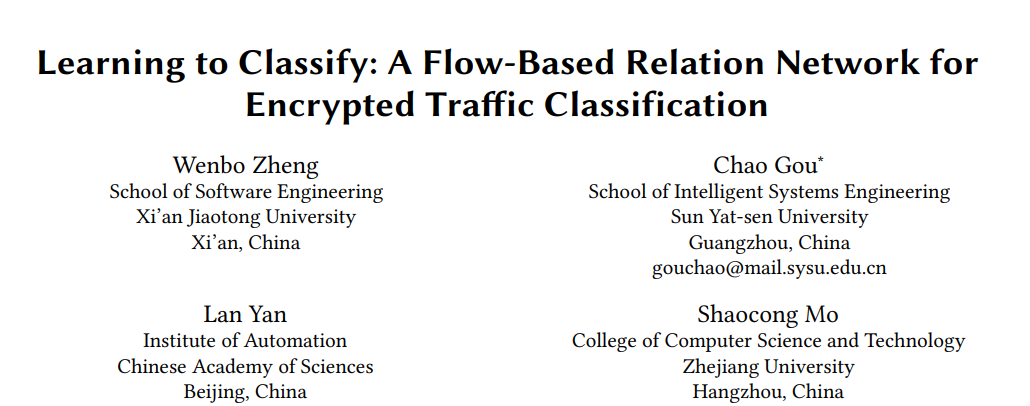 Learning to Classify: A Flow-Based Relation Network for
Encrypted Traffic Classification
Wenbo Zheng
School of Software Engineering
Xi’an Jiaotong University
Xi’an, China
Chao Gou*
School of Intelligent Systems Engineering
Sun Yat-sen University
Guangzhou, China
gouchao@mail.sysu.edu.cn
Lan Yan
Institute of Automation
Chinese Academy of Sciences
Beijing, China
Shaocong Mo
College of Computer Science and Technology
Zhejiang University
Hangzhou, China